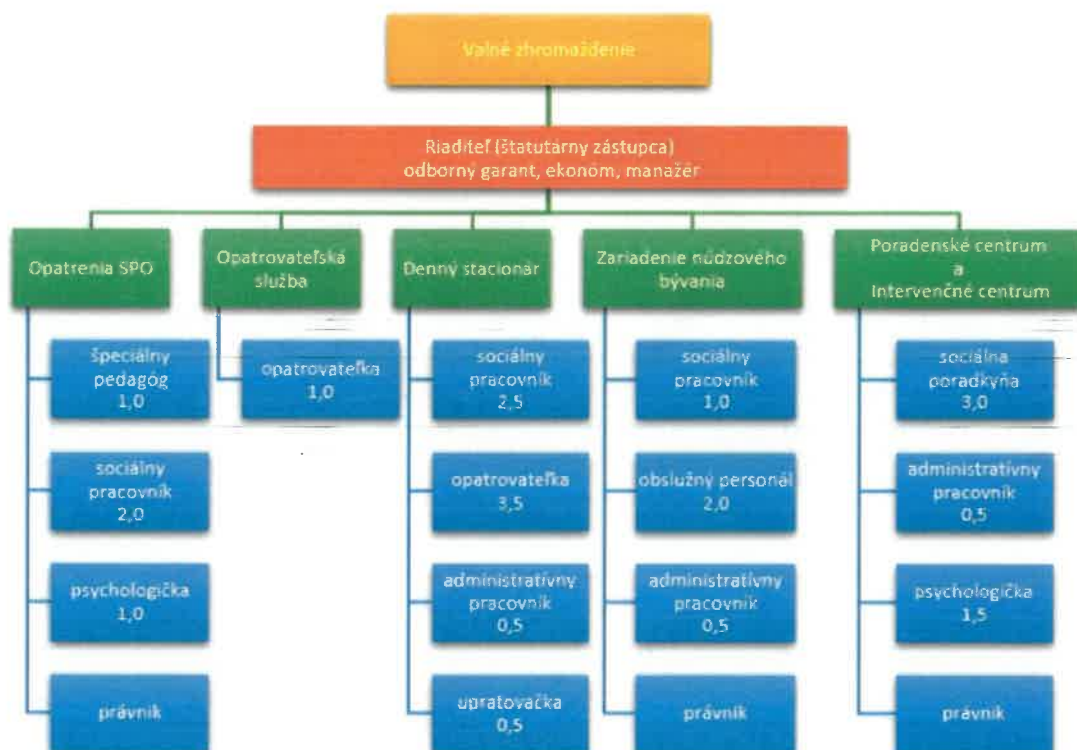 Valné zhromaždenie
Riaditeľ (štatutárny zástupca)
odborný garant, ekonóm, manažér
Opatrenia SPO
Opatrovateľská
služba
Denný stacionár
Zariadenie núdzového
bývania
Poradenské centrum
a
Intervenčné centrum
špeciálny
pedagóg
1,0
sociálny
pracovník
2,0
psychologička
1,0
právnik
opatrovateľka
1,0
sociálny
pracovník
2,5
opatrovateľka
3,5
administratívny
pracovník
0,5
upratovačka
0,5
sociálny
pracovník
1,0
obslužný personál
2,0
administratívny
pracovník
0,5
právnik
sociálna
poradkyňa
3,0
administratívny
pracovník
0,5
psychologička
1,5
právnik